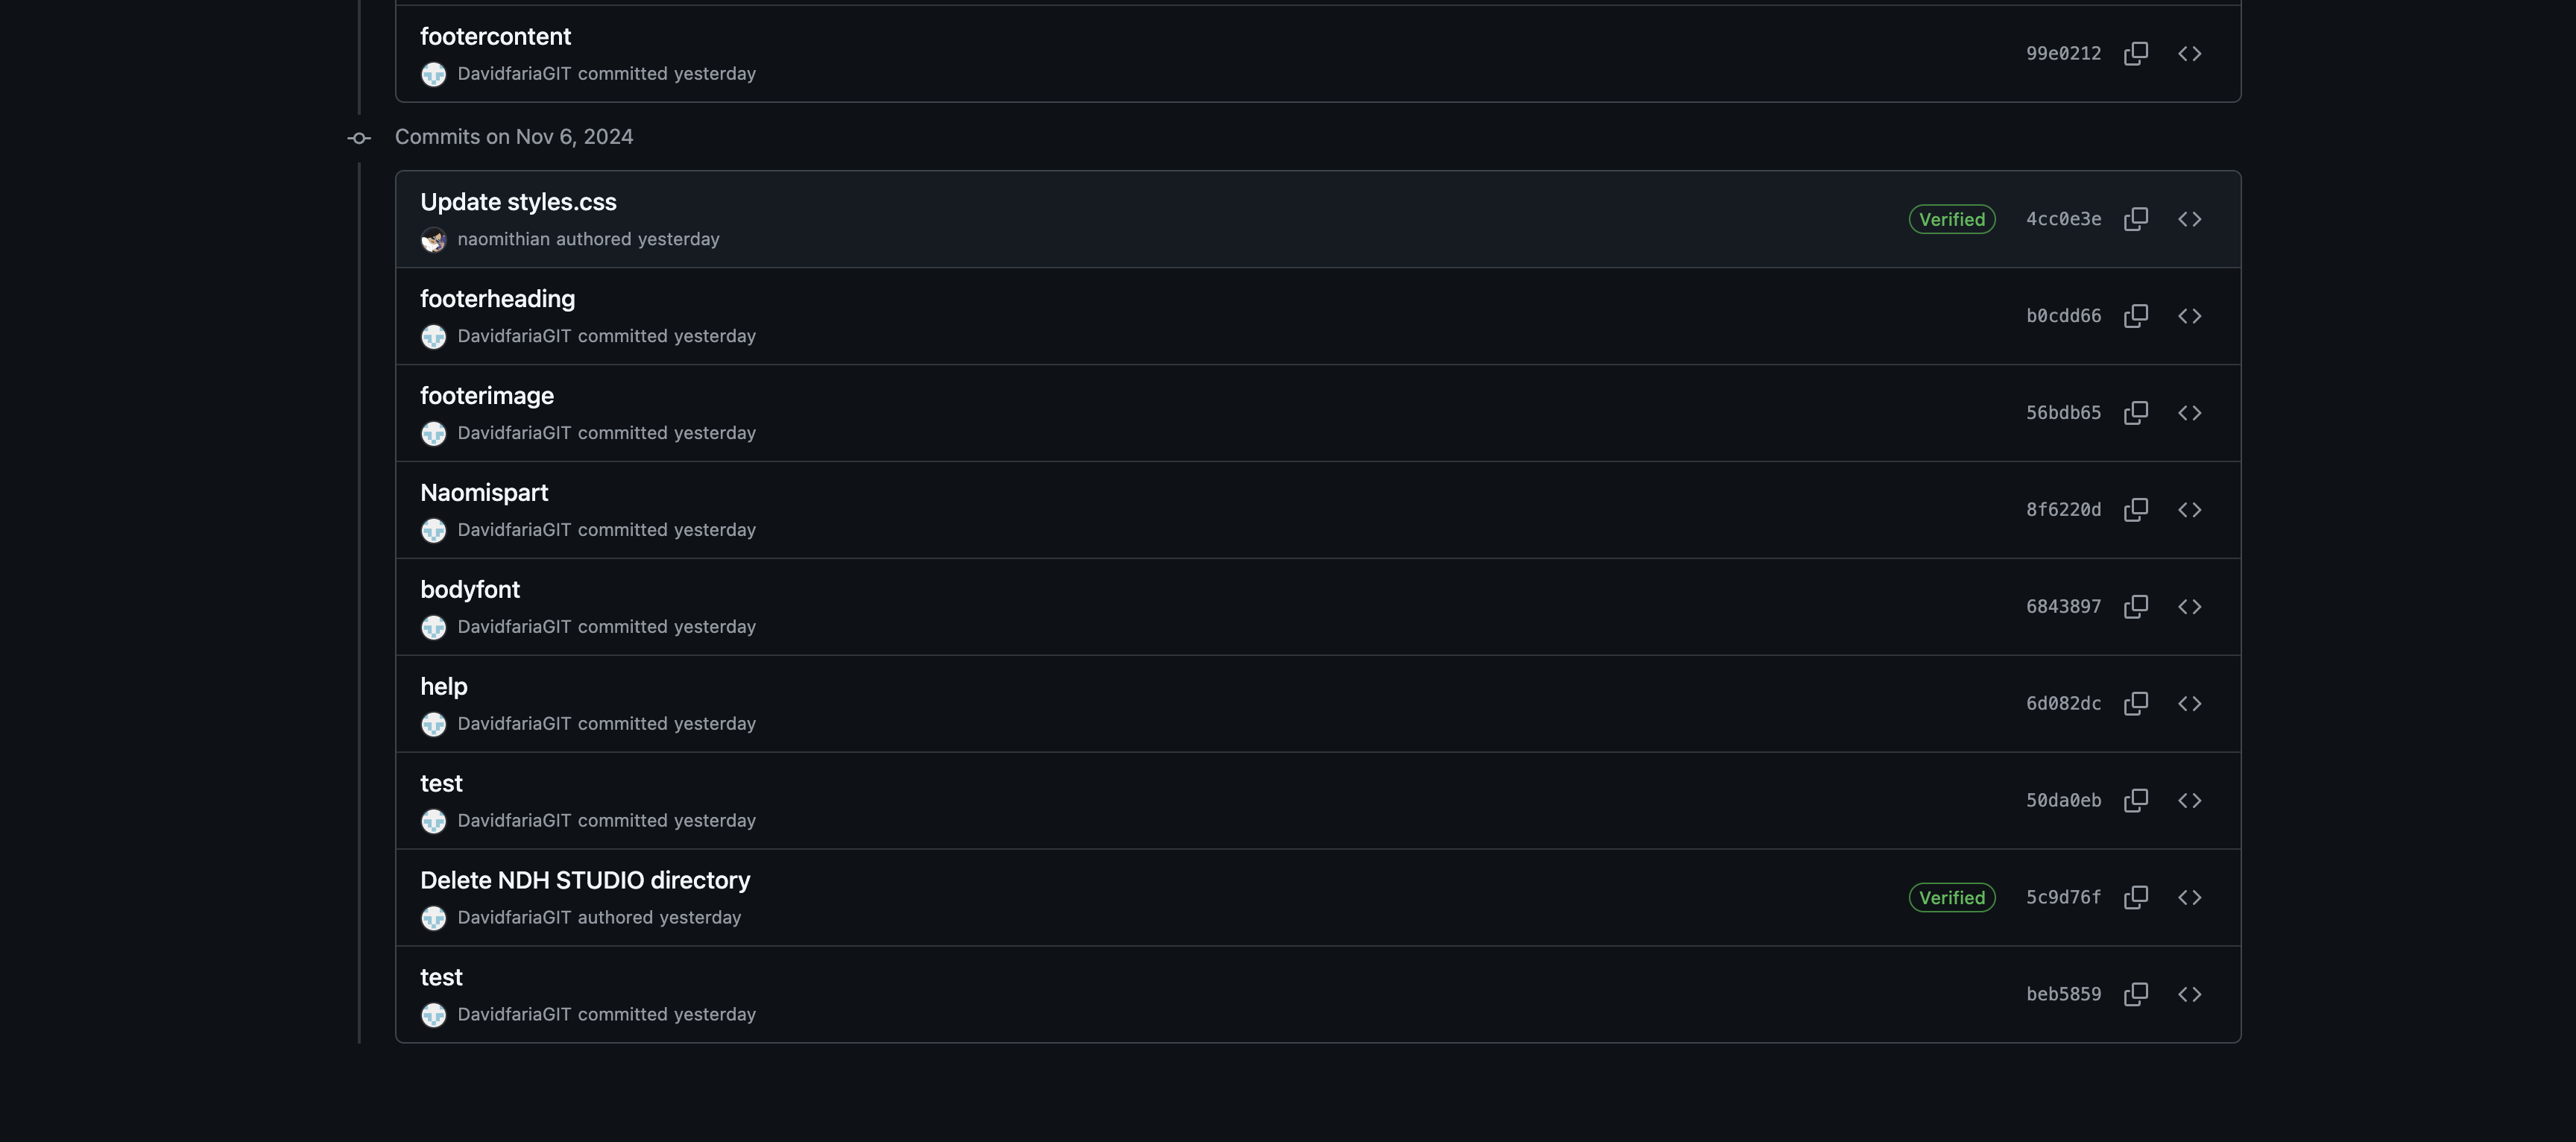 footercontent
DavidfariaGIT committed yesterday
99e0212
Commits on Nov 6, 2024
Update styles.css
naomithian authored yesterday
Verified 4cc0e3e
footerheading
DavidfariaGIT committed yesterday
b0cdd66
footerimage
DavidfariaGIT committed yesterday
56bdb65
Naomispart
DavidfariaGIT committed yesterday
8f6220d
bodyfont
DavidfariaGIT committed yesterday
6843897
help
DavidfariaGIT committed yesterday
6d082dc
test
DavidfariaGIT committed yesterday
50da0eb
Delete NDH STUDIO directory
DavidfariaGIT authored yesterday
Verified 5c9d76f
test
DavidfariaGIT committed yesterday
beb5859